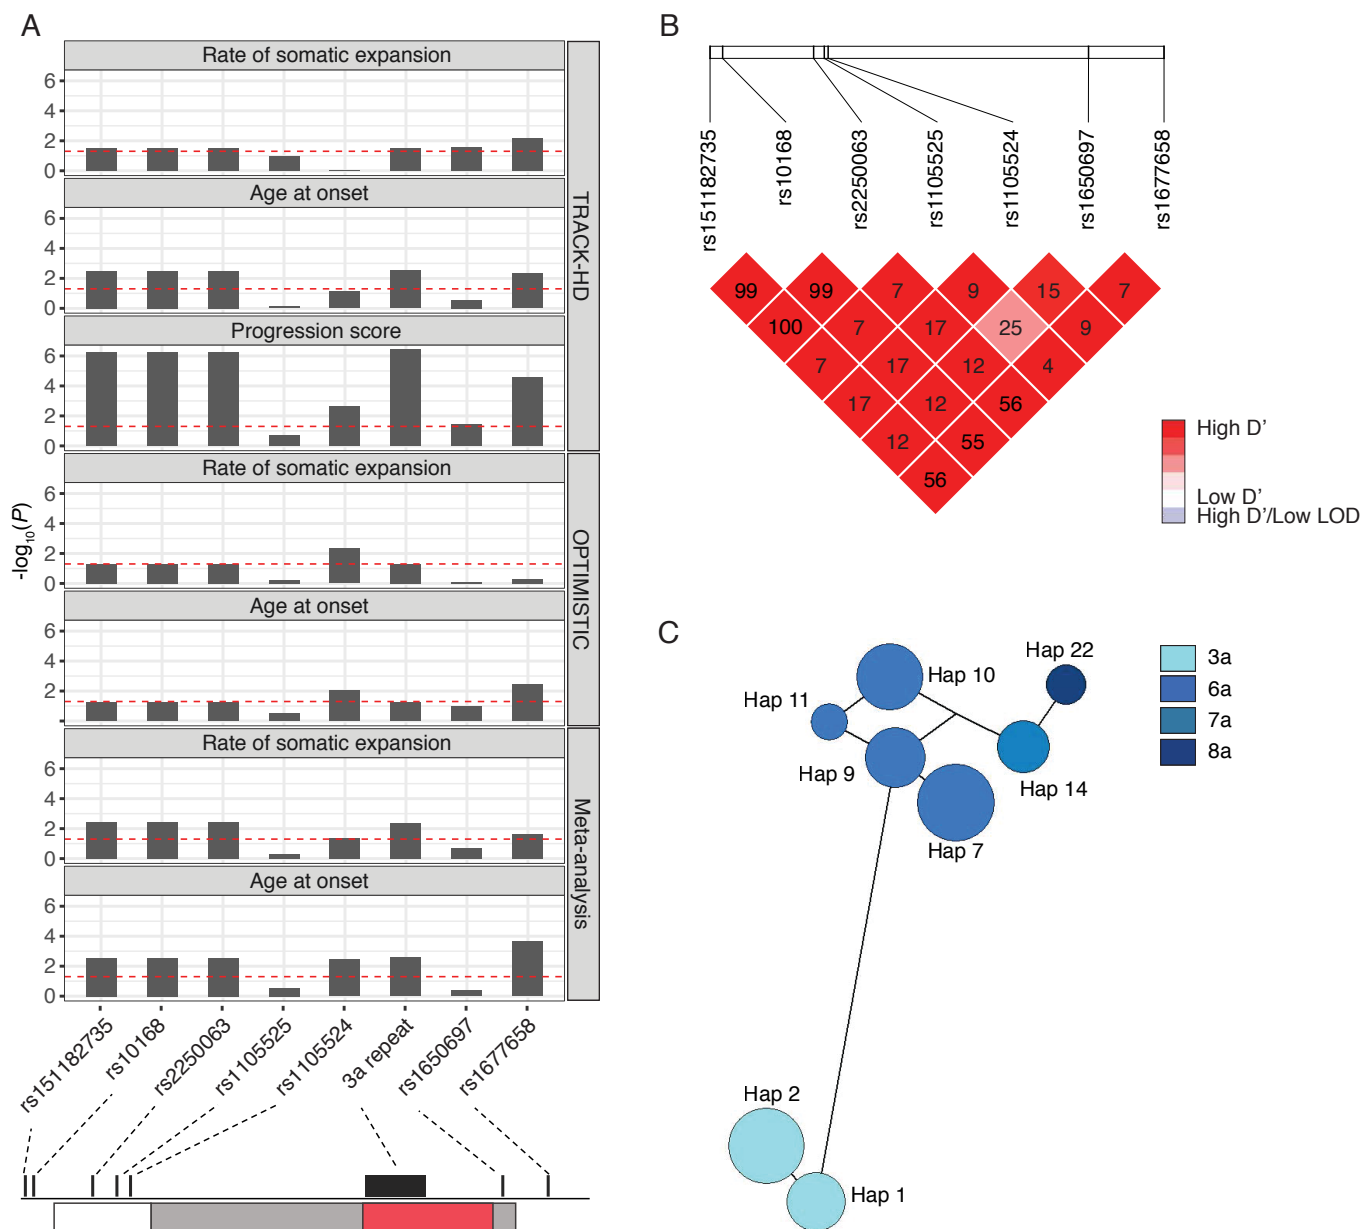 A
Rate of somatic expansion
6
4
2
0
Age at onset
6
4
2
0
Progression score
6
4
2
0
TRACK-HD
Rate of somatic expansion
6
4
2
0
Age at onset
6
4
2
OPTIMISTIC
Rate of somatic expansion
6
4
2
0
Age at onset
6
4
2
0
Meta-analysis
-log10(P)
rs151182735
rs10168
rs2250063
rs1105525
rs1105524
3a repeat
rs1650697
rs1677658
B
rs151182735
rs10168
rs2250063
rs1105525
rs1105524
rs1650697
rs1677658
99 99 7 9 15 7
100 7 17 25 9
7 17 12 4
17 12 56
12 55
56
High D’
Low D’
High D’/Low LOD
C
Hap 22
Hap 10
Hap 11
Hap 9
Hap 14
Hap 7
Hap 2
Hap 1
3a
6a
7a
8a